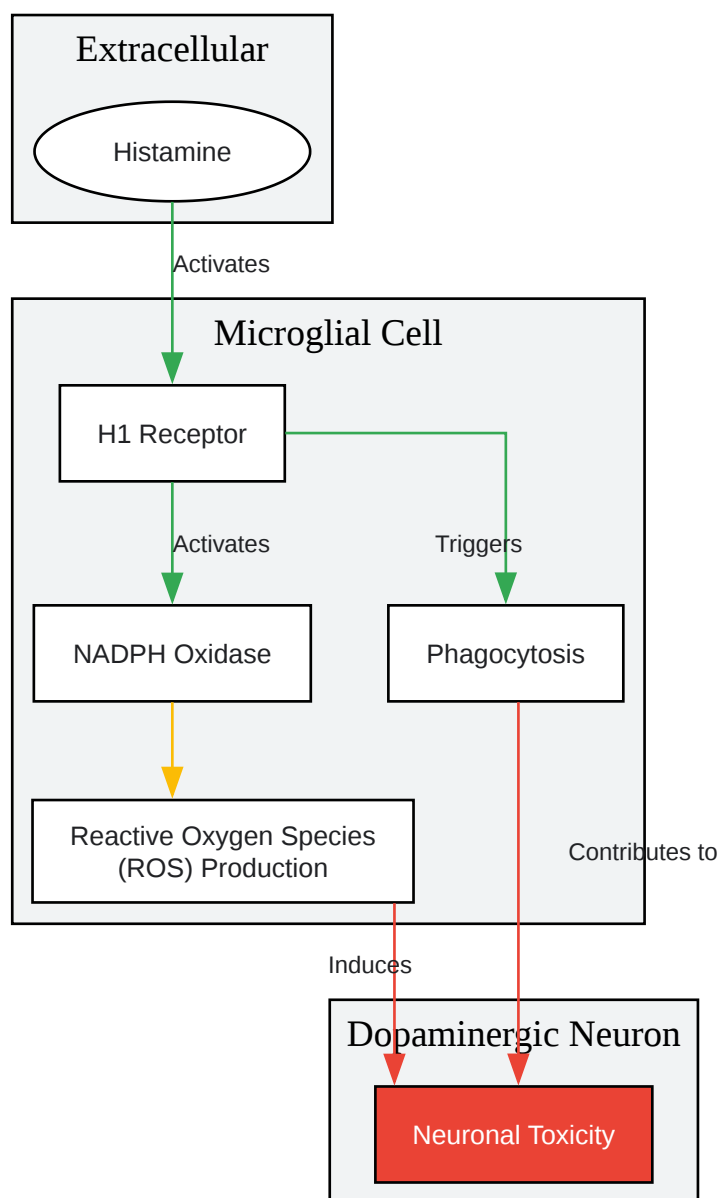 Extracellular
Histamine
Activates
Microglial Cell
H1 Receptor
Activates
Triggers
NADPH Oxidase
Phagocytosis
Reactive Oxygen Species
(ROS) Production
Contributes to
Induces
Dopaminergic Neuron
Neuronal Toxicity